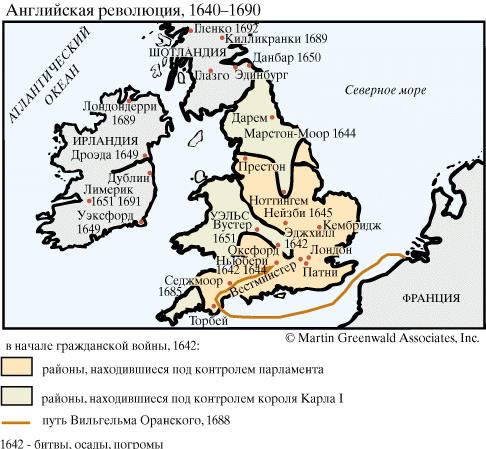 Английская революция, 1640–1690
АТЛАНТИЧЕСКИЙ
ОКЕАН
Гленко 1692
Килликранки 1689
ШОТЛАНДИЯ
Данбар 1650
Глазго
Эдинбург
Северное море
Лондондерри
1689
Дарем
Марстон-Моор 1644
ИРЛАНДИЯ
Дроэда 1649
Престон
Дублин
Лимерик
1651 1691
Ноттингем
Уэксфорд
1649
УЭЛЬС
Нейзби 1645
Вустер
1651
Кембридж
Эджхилл
1642
Оксфорд
Лондон
Ньюбери
1642 1644
Вестминстер
Патни
Седжмоор
1685
Торбей
ФРАНЦИЯ
© Martin Greenwald Associates, Inc.
в начале гражданской войны, 1642:
районы, находившиеся под контролем парламента
районы, находившиеся под контролем короля Карла I
путь Вильгельма Оранского, 1688
1642 - битвы, осады, погромы